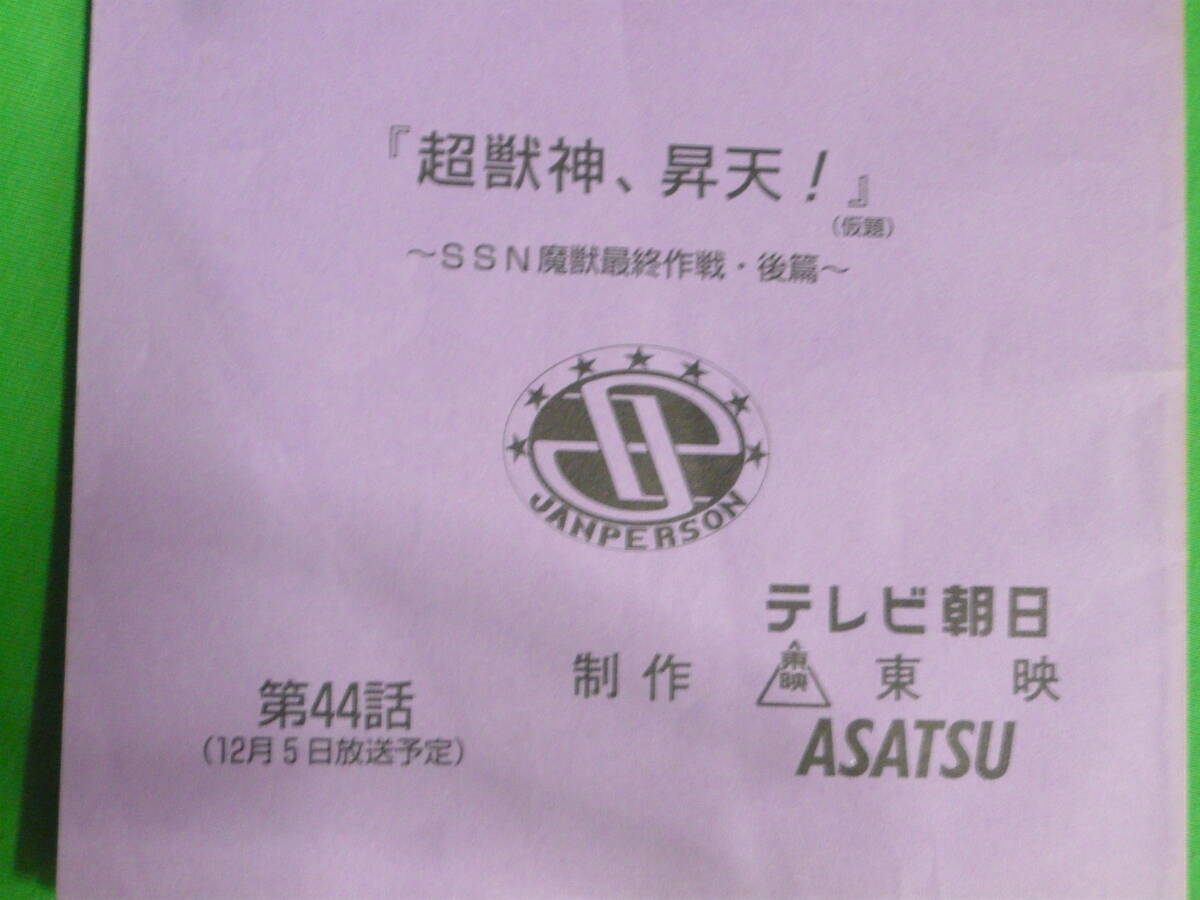 『超獣神、昇天!』
(仮題)
~SSN魔獣最終作戦・後篇~
JANPERSON
テレビ朝日
制作 東映 東映
ASATSU
第44話
(12月5日放送予定)